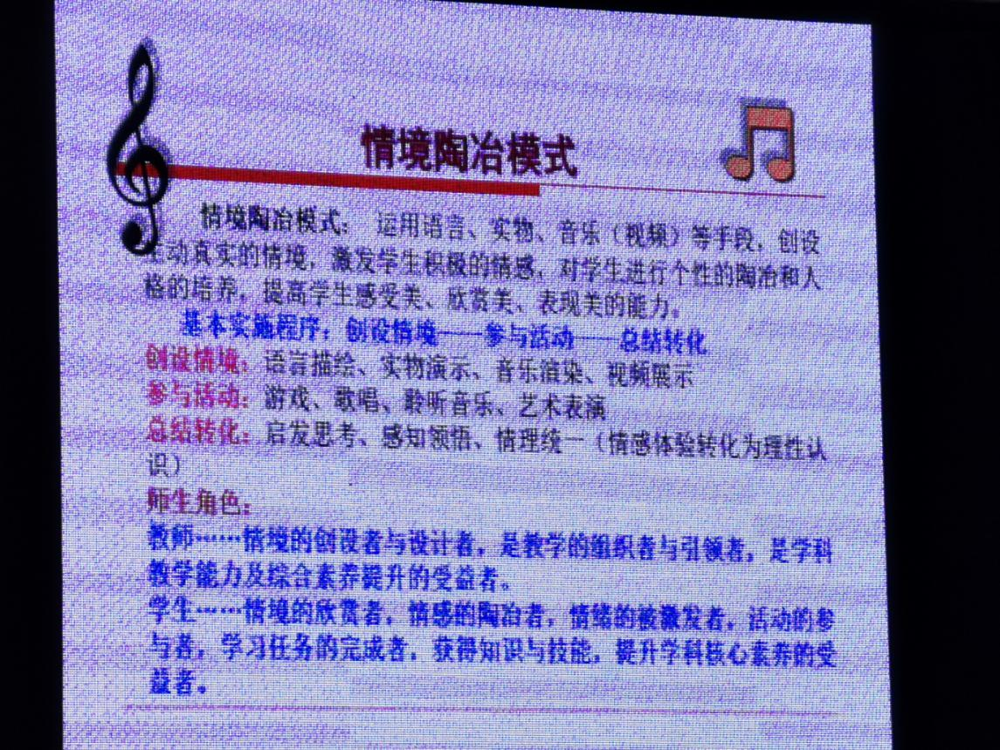 情境陶冶模式
情境陶冶模式： 运用语音、实物、音乐（视频）等手段，创设
生动真实的情境，激发学生积极的情感，对学生进行个性的陶冶和人
格的培养，提高学生感受美、欣赏美、表现美的能力。
基本实施程序：创设情境——参与活动——总结转化
创设情境：语言描绘、实物演示、音乐渲染、视频展示
参与活动：游戏、歌唱、聆听音乐、艺术表演
总结转化：启发思考、感知领悟、情理统一（情感体验转化为理性认
识）
师生角色：
教师……情境的创设者与设计者，是教学的组织者与引领者，是学科
教学能力及综合素养提升的受益者。
学生……情境的欣赏者，情感的陶冶者，情绪的被激发者，活动的参
与者，学习任务的完成者，获得知识与技能，提升学科核心素养的受
益者。